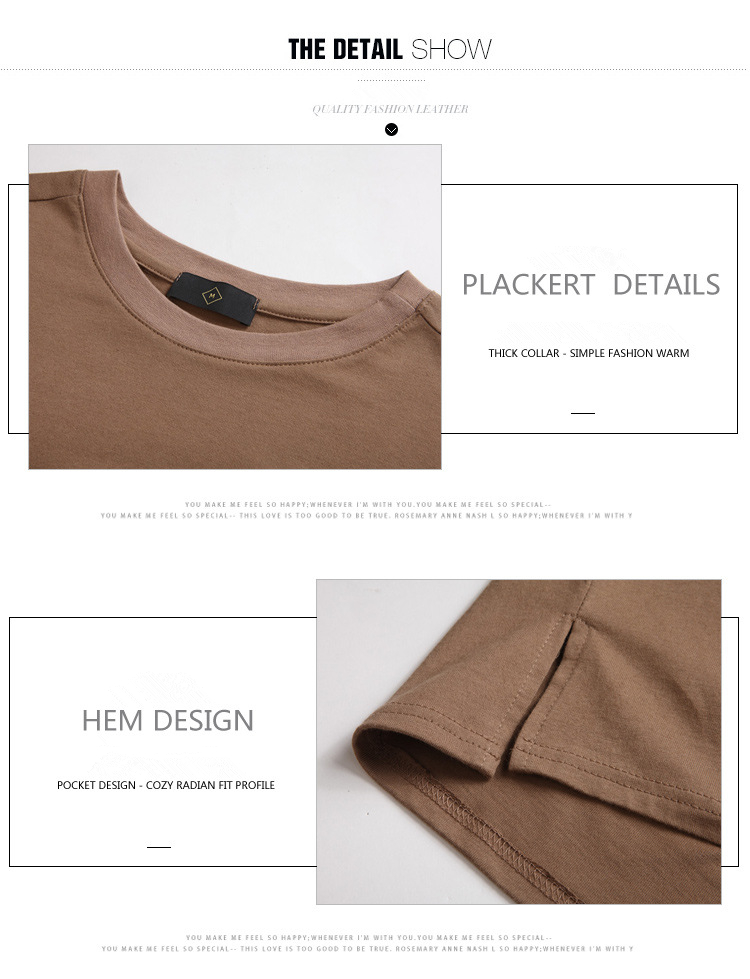 THE DETAIL SHOW
QUALITY FASHION LEATHER
PLACKERT DETAILS
THICK COLLAR - SIMPLE FASHION WARM
YOU MAKE ME FEEL SO HAPPY;WHENEVER I'M WITH YOU.YOU MAKE ME FEEL SO SPECIAL--
YOU MAKE ME FEEL SO SPECIAL-- THIS LOVE IS TOO GOOD TO BE TRUE. ROSEMARY ANNE NASH L SO HAPPY;WHENEVER I'M WITH Y
HEM DESIGN
POCKET DESIGN - COZY RADIAN FIT PROFILE
YOU MAKE ME FEEL SO HAPPY;WHENEVER I'M WITH YOU.YOU MAKE ME FEEL SO SPECIAL--
YOU MAKE ME FEEL SO SPECIAL-- THIS LOVE IS TOO GOOD TO BE TRUE. ROSEMARY ANNE NASH L SO HAPPY;WHENEVER I'M WITH Y